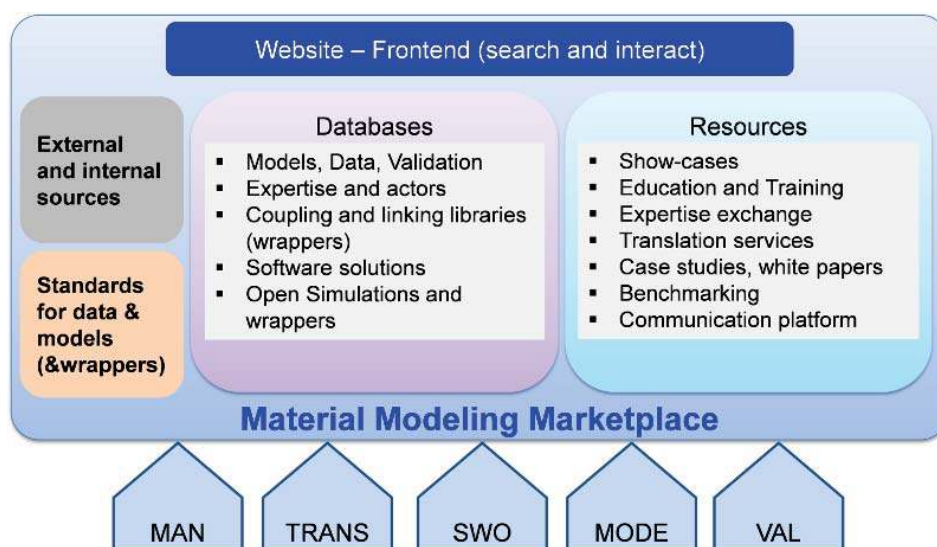 Website – Frontend (search and interact)
External
and internal
sources
Standards
for data &
models
(&wrappers)
Databases
▪ Models, Data, Validation
▪ Expertise and actors
▪ Coupling and linking libraries
(wrappers)
▪ Software solutions
▪ Open Simulations and
wrappers
Resources
▪ Show-cases
▪ Education and Training
▪ Expertise exchange
▪ Translation services
▪ Case studies, white papers
▪ Benchmarking
▪ Communication platform
Material Modeling Marketplace
MAN
TRANS
SWO
MODE
VAL